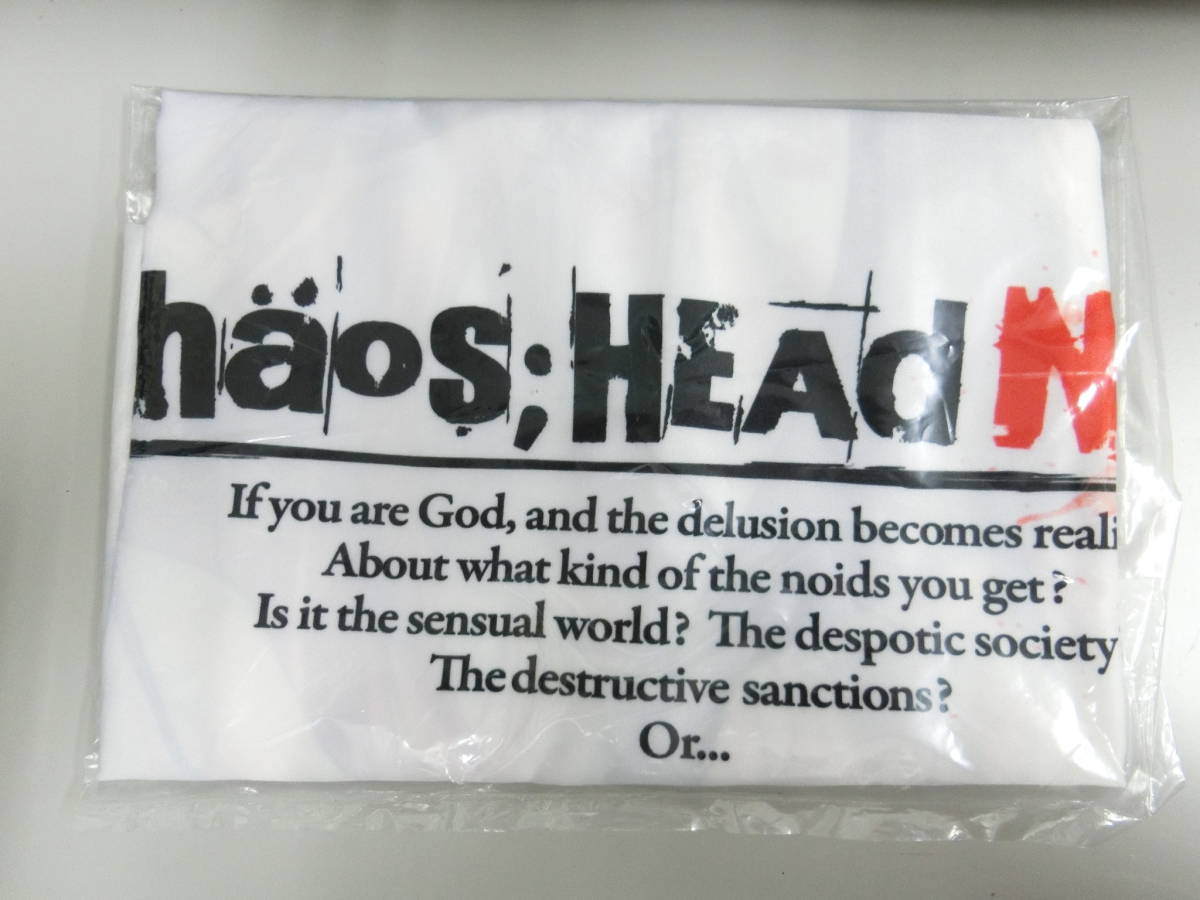 häos;HEAd N
If you are God, and the delusion becomes reali
About what kind of the noids you get?
Is it the sensual world? The despotic society
The destructive sanctions?
Or...